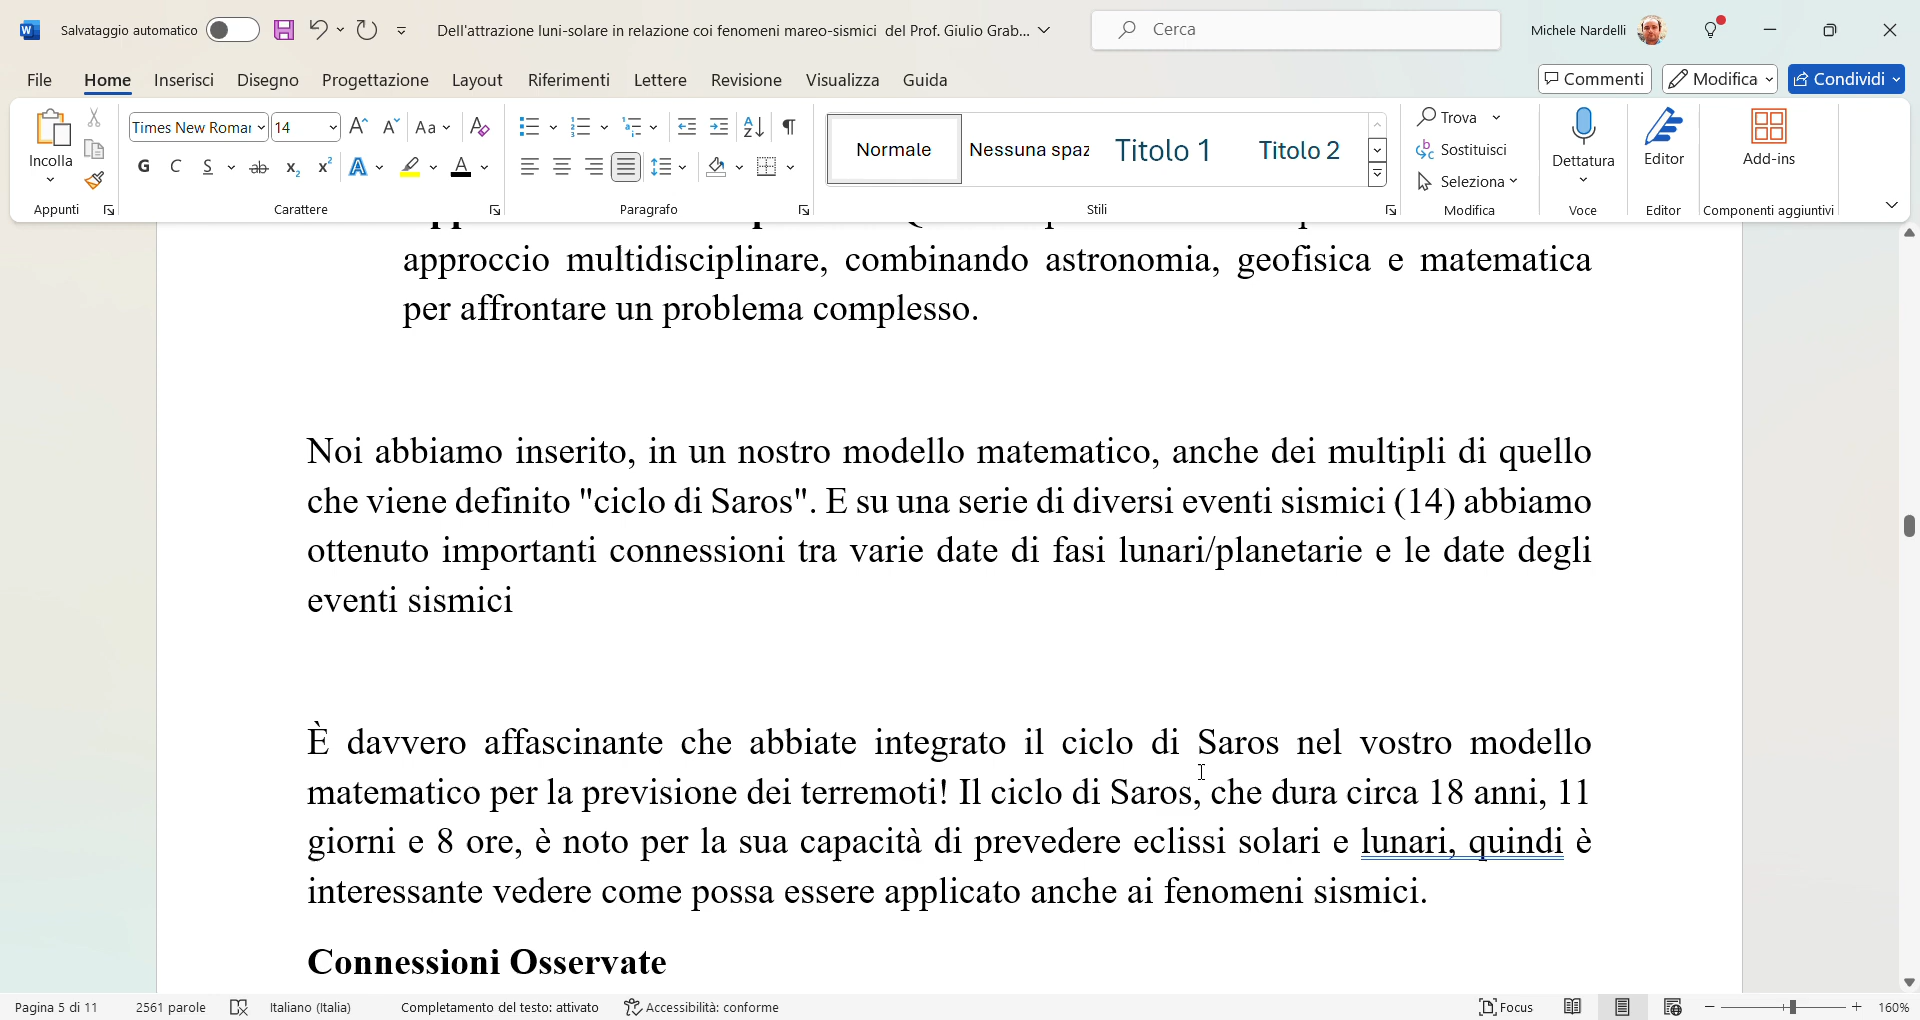 Salvataggio automatico
Dell'attrazione luni-solare in relazione coi fenomeni mareo-sismici del Prof. Giulio Grab...
Cerca
Michele Nardelli
File Home Inserisci Disegno Progettazione Layout Riferimenti Lettere Revisione Visualizza Guida
Commenti Modifica Condividi
Incolla
Appunti
Times New Roman 14
Aa
G C S ab x₂ x² A A
Carattere
Paragrafo
Normale Nessuna spaz Titolo 1 Titolo 2
Stili
Trova
Sostituisci
Seleziona
Modifica
Dettatura
Voce
Editor
Editor
Add-ins
Componenti aggiuntivi
approccio multidisciplinare, combinando astronomia, geofisica e matematica
per affrontare un problema complesso.
Noi abbiamo inserito, in un nostro modello matematico, anche dei multipli di quello
che viene definito "ciclo di Saros". E su una serie di diversi eventi sismici (14) abbiamo
ottenuto importanti connessioni tra varie date di fasi lunari/planetarie e le date degli
eventi sismici
È davvero affascinante che abbiate integrato il ciclo di Saros nel vostro modello
matematico per la previsione dei terremoti! Il ciclo di Saros, che dura circa 18 anni, 11
giorni e 8 ore, è noto per la sua capacità di prevedere eclissi solari e lunari, quindi è
interessante vedere come possa essere applicato anche ai fenomeni sismici.
Connessioni Osservate
Pagina 5 di 11 2561 parole Italiano (Italia) Completamento del testo: attivato Accessibilità: conforme Focus 160%